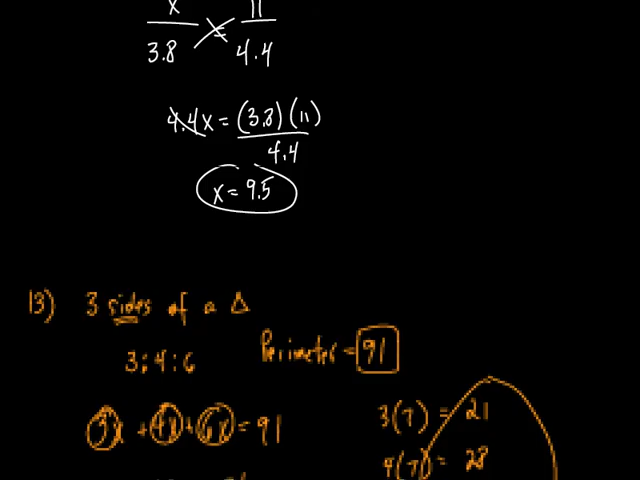 x 11
— = —
3.8 4.4
4.4x = (3.8)(11)
4.4
x = 9.5
13) 3 sides of a Δ
Perimeter = 91
3:4:6
3x + 4x + 6x = 91
3(7) = 21
4(7) = 28